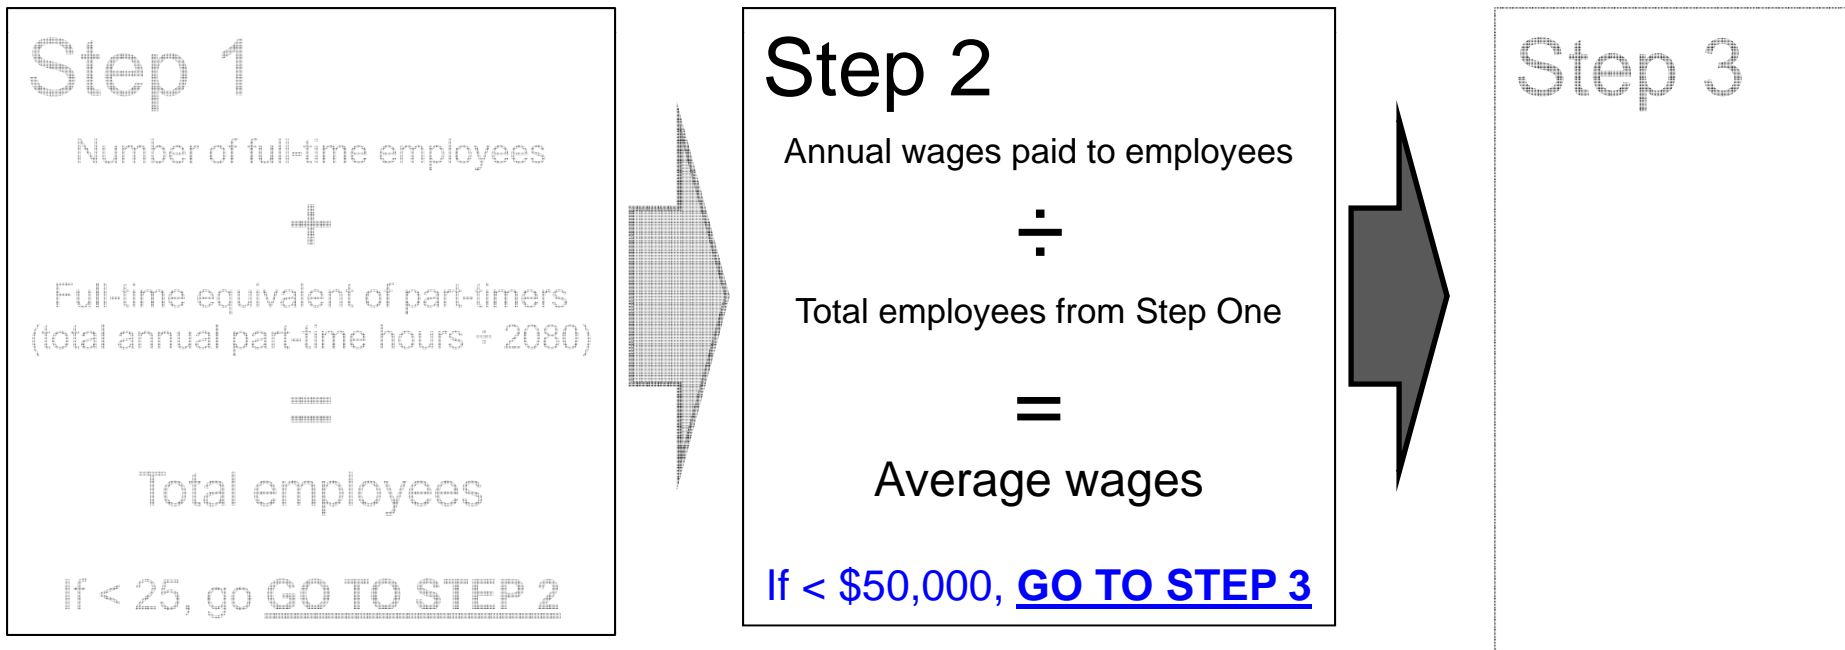 Step 1
Number of full-time employees
+
Full-time equivalent of part-timers
(total annual part-time hours ÷ 2080)
=
Total employees
If < 25, go GO TO STEP 2
Step 2
Annual wages paid to employees
÷
Total employees from Step One
=
Average wages
If < $50,000, GO TO STEP 3
Step 3